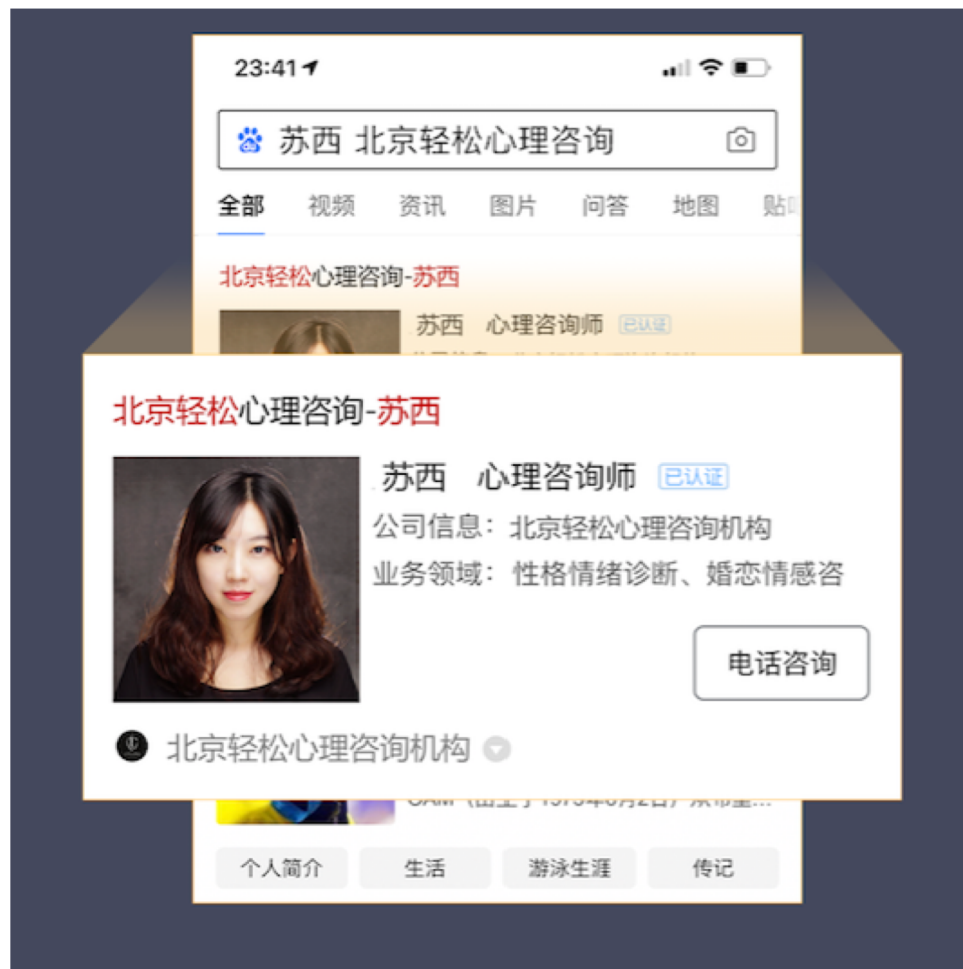 23:41
苏西 北京轻松心理咨询
全部 视频 资讯 图片 问答 地图
北京轻松心理咨询-苏西
苏西 心理咨询师 已认证
北京轻松心理咨询-苏西
苏西 心理咨询师 已认证
公司信息：北京轻松心理咨询机构
业务领域：性格情绪诊断、婚恋情感咨
电话咨询
北京轻松心理咨询机构
个人简介 生活 游泳生涯 传记